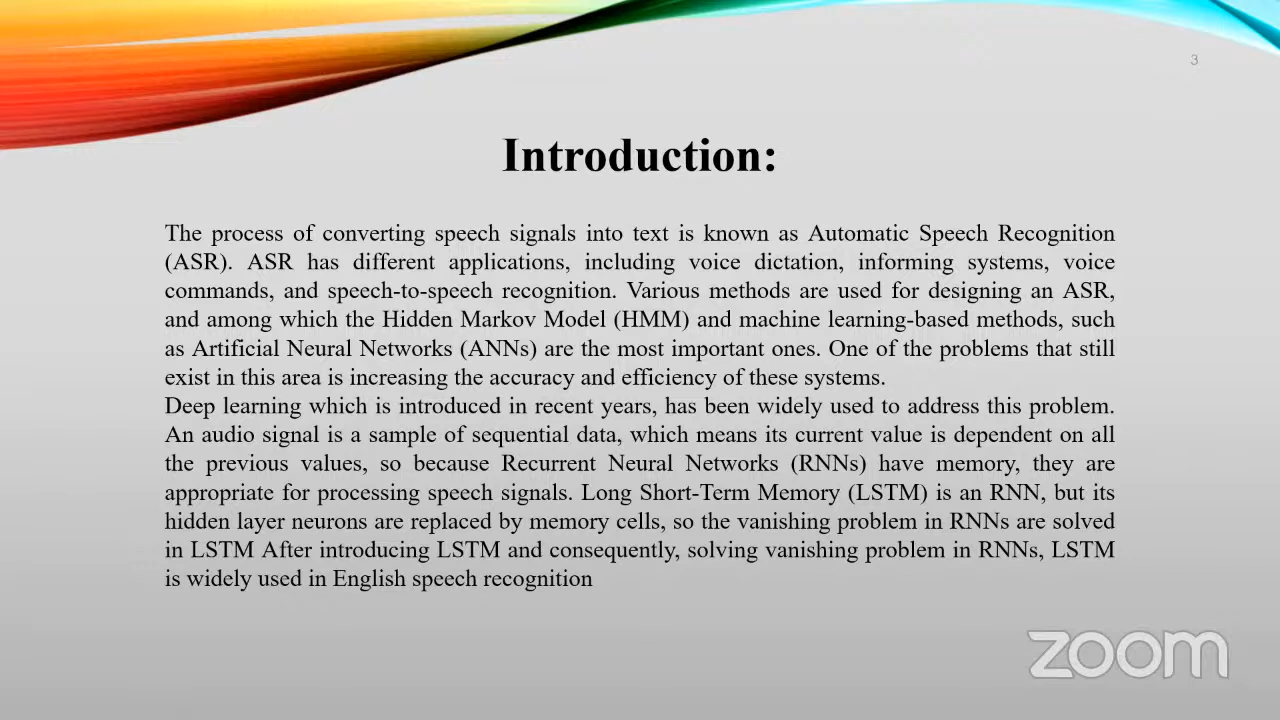 3
Introduction:
The process of converting speech signals into text is known as Automatic Speech Recognition
(ASR). ASR has different applications, including voice dictation, informing systems, voice
commands, and speech-to-speech recognition. Various methods are used for designing an ASR,
and among which the Hidden Markov Model (HMM) and machine learning-based methods, such
as Artificial Neural Networks (ANNs) are the most important ones. One of the problems that still
exist in this area is increasing the accuracy and efficiency of these systems.
Deep learning which is introduced in recent years, has been widely used to address this problem.
An audio signal is a sample of sequential data, which means its current value is dependent on all
the previous values, so because Recurrent Neural Networks (RNNs) have memory, they are
appropriate for processing speech signals. Long Short-Term Memory (LSTM) is an RNN, but its
hidden layer neurons are replaced by memory cells, so the vanishing problem in RNNs are solved
in LSTM After introducing LSTM and consequently, solving vanishing problem in RNNs, LSTM
is widely used in English speech recognition
zoom